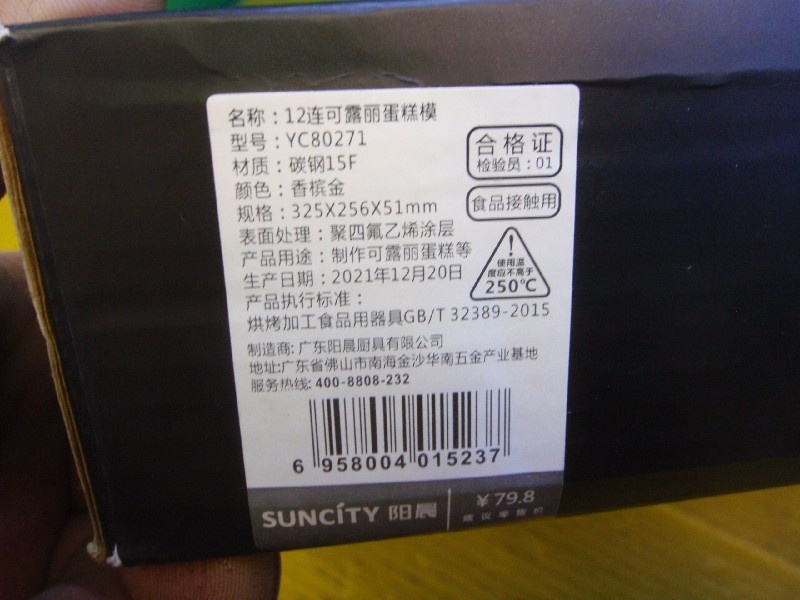 名称：12连可露丽蛋糕模
型号：YC80271
材质：碳钢15F
颜色：香槟金
规格：325X256X51mm
表面处理：聚四氟乙烯涂层
产品用途：制作可露丽蛋糕等
生产日期：2021年12月20日
产品执行标准：
烘烤加工食品用器具GB/T 32389-2015
合格证
检验员：01
食品接触用
使用温
度应不高于
250℃
制造商: 广东阳晨厨具有限公司
地址:广东省佛山市南海金沙华南五金产业基地
服务热线: 400-8808-232
6 958004 015237
SUNCITY 阳晨
￥79.8
建议零售价